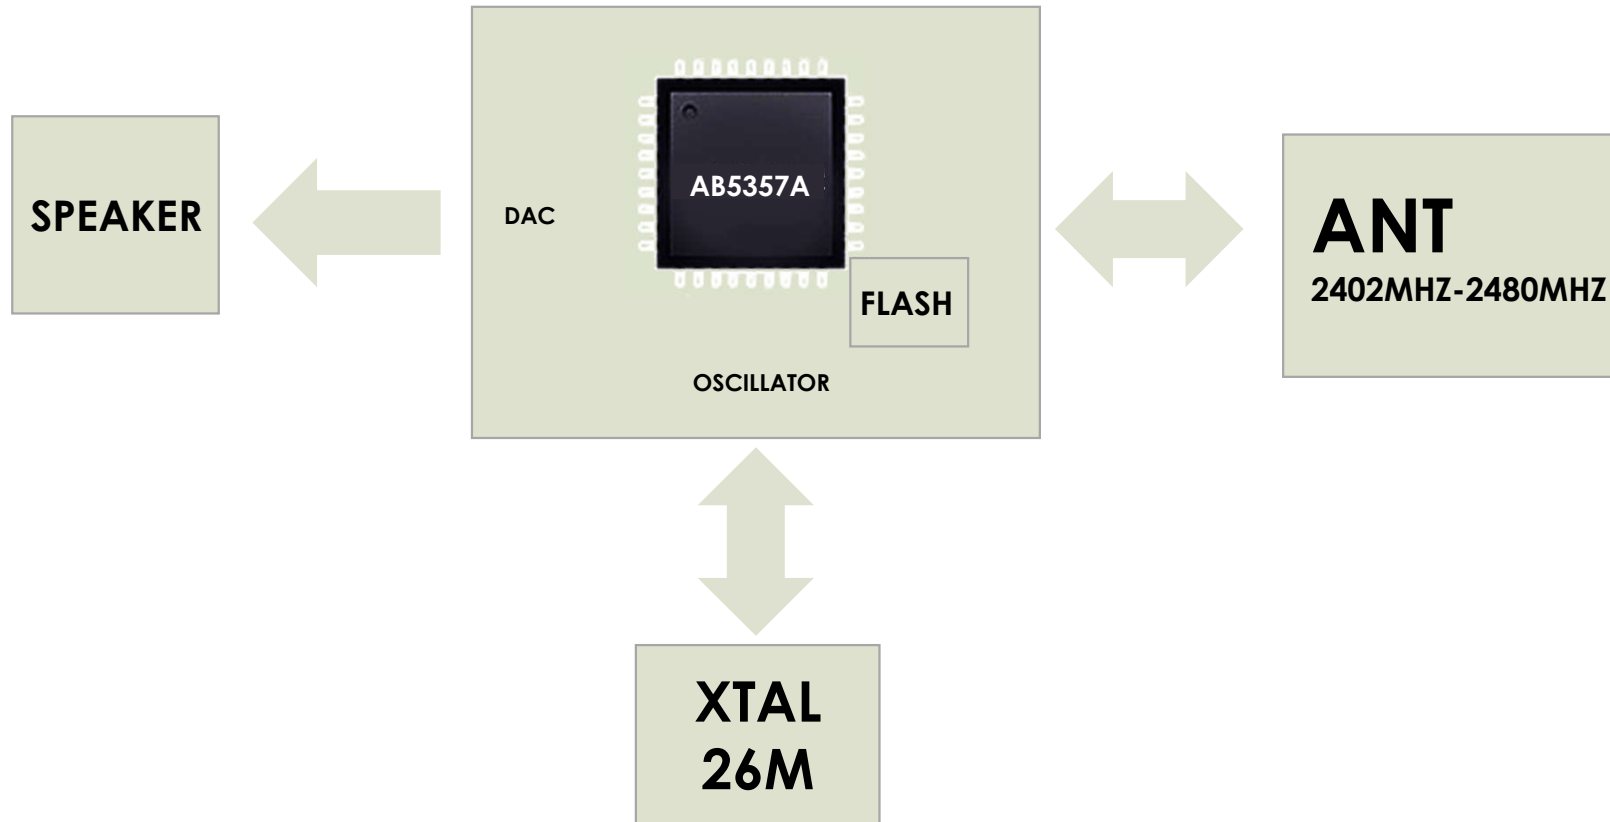 AB5357A
SPEAKER
DAC
ANT
2402MHZ-2480MHZ
FLASH
OSCILLATOR
XTAL
26M